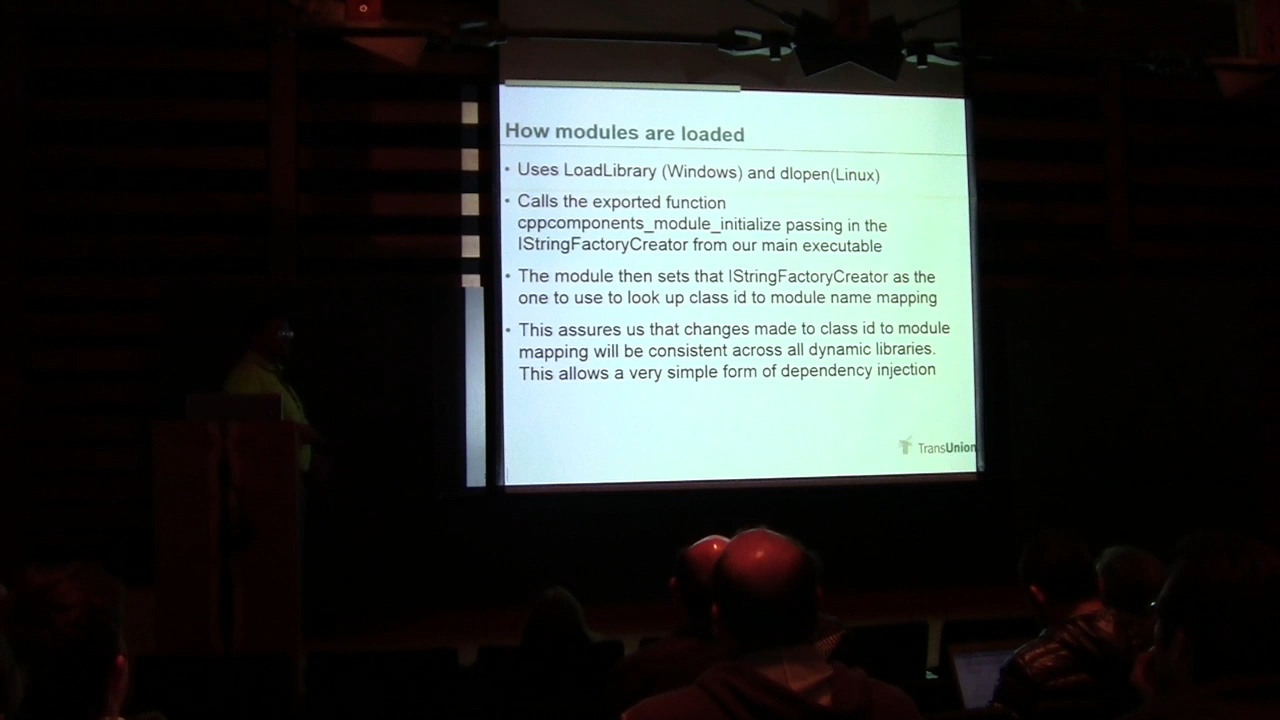 How modules are loaded
• Uses LoadLibrary (Windows) and dlopen(Linux)
• Calls the exported function
cppcomponents_module_initialize passing in the
IStringFactoryCreator from our main executable
• The module then sets that IStringFactoryCreator as the
one to use to look up class id to module name mapping
• This assures us that changes made to class id to module
mapping will be consistent across all dynamic libraries.
This allows a very simple form of dependency injection
TransUnion